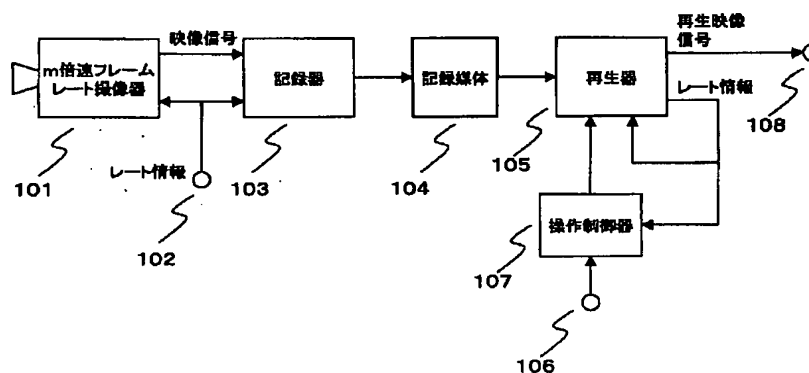 再生映像
信号
映像信号
m倍速フレーム
レート撮像器
記録器
記録媒体
再生器
レート情報
108
101
103
104
105
レート情報
102
操作制御器
107
106